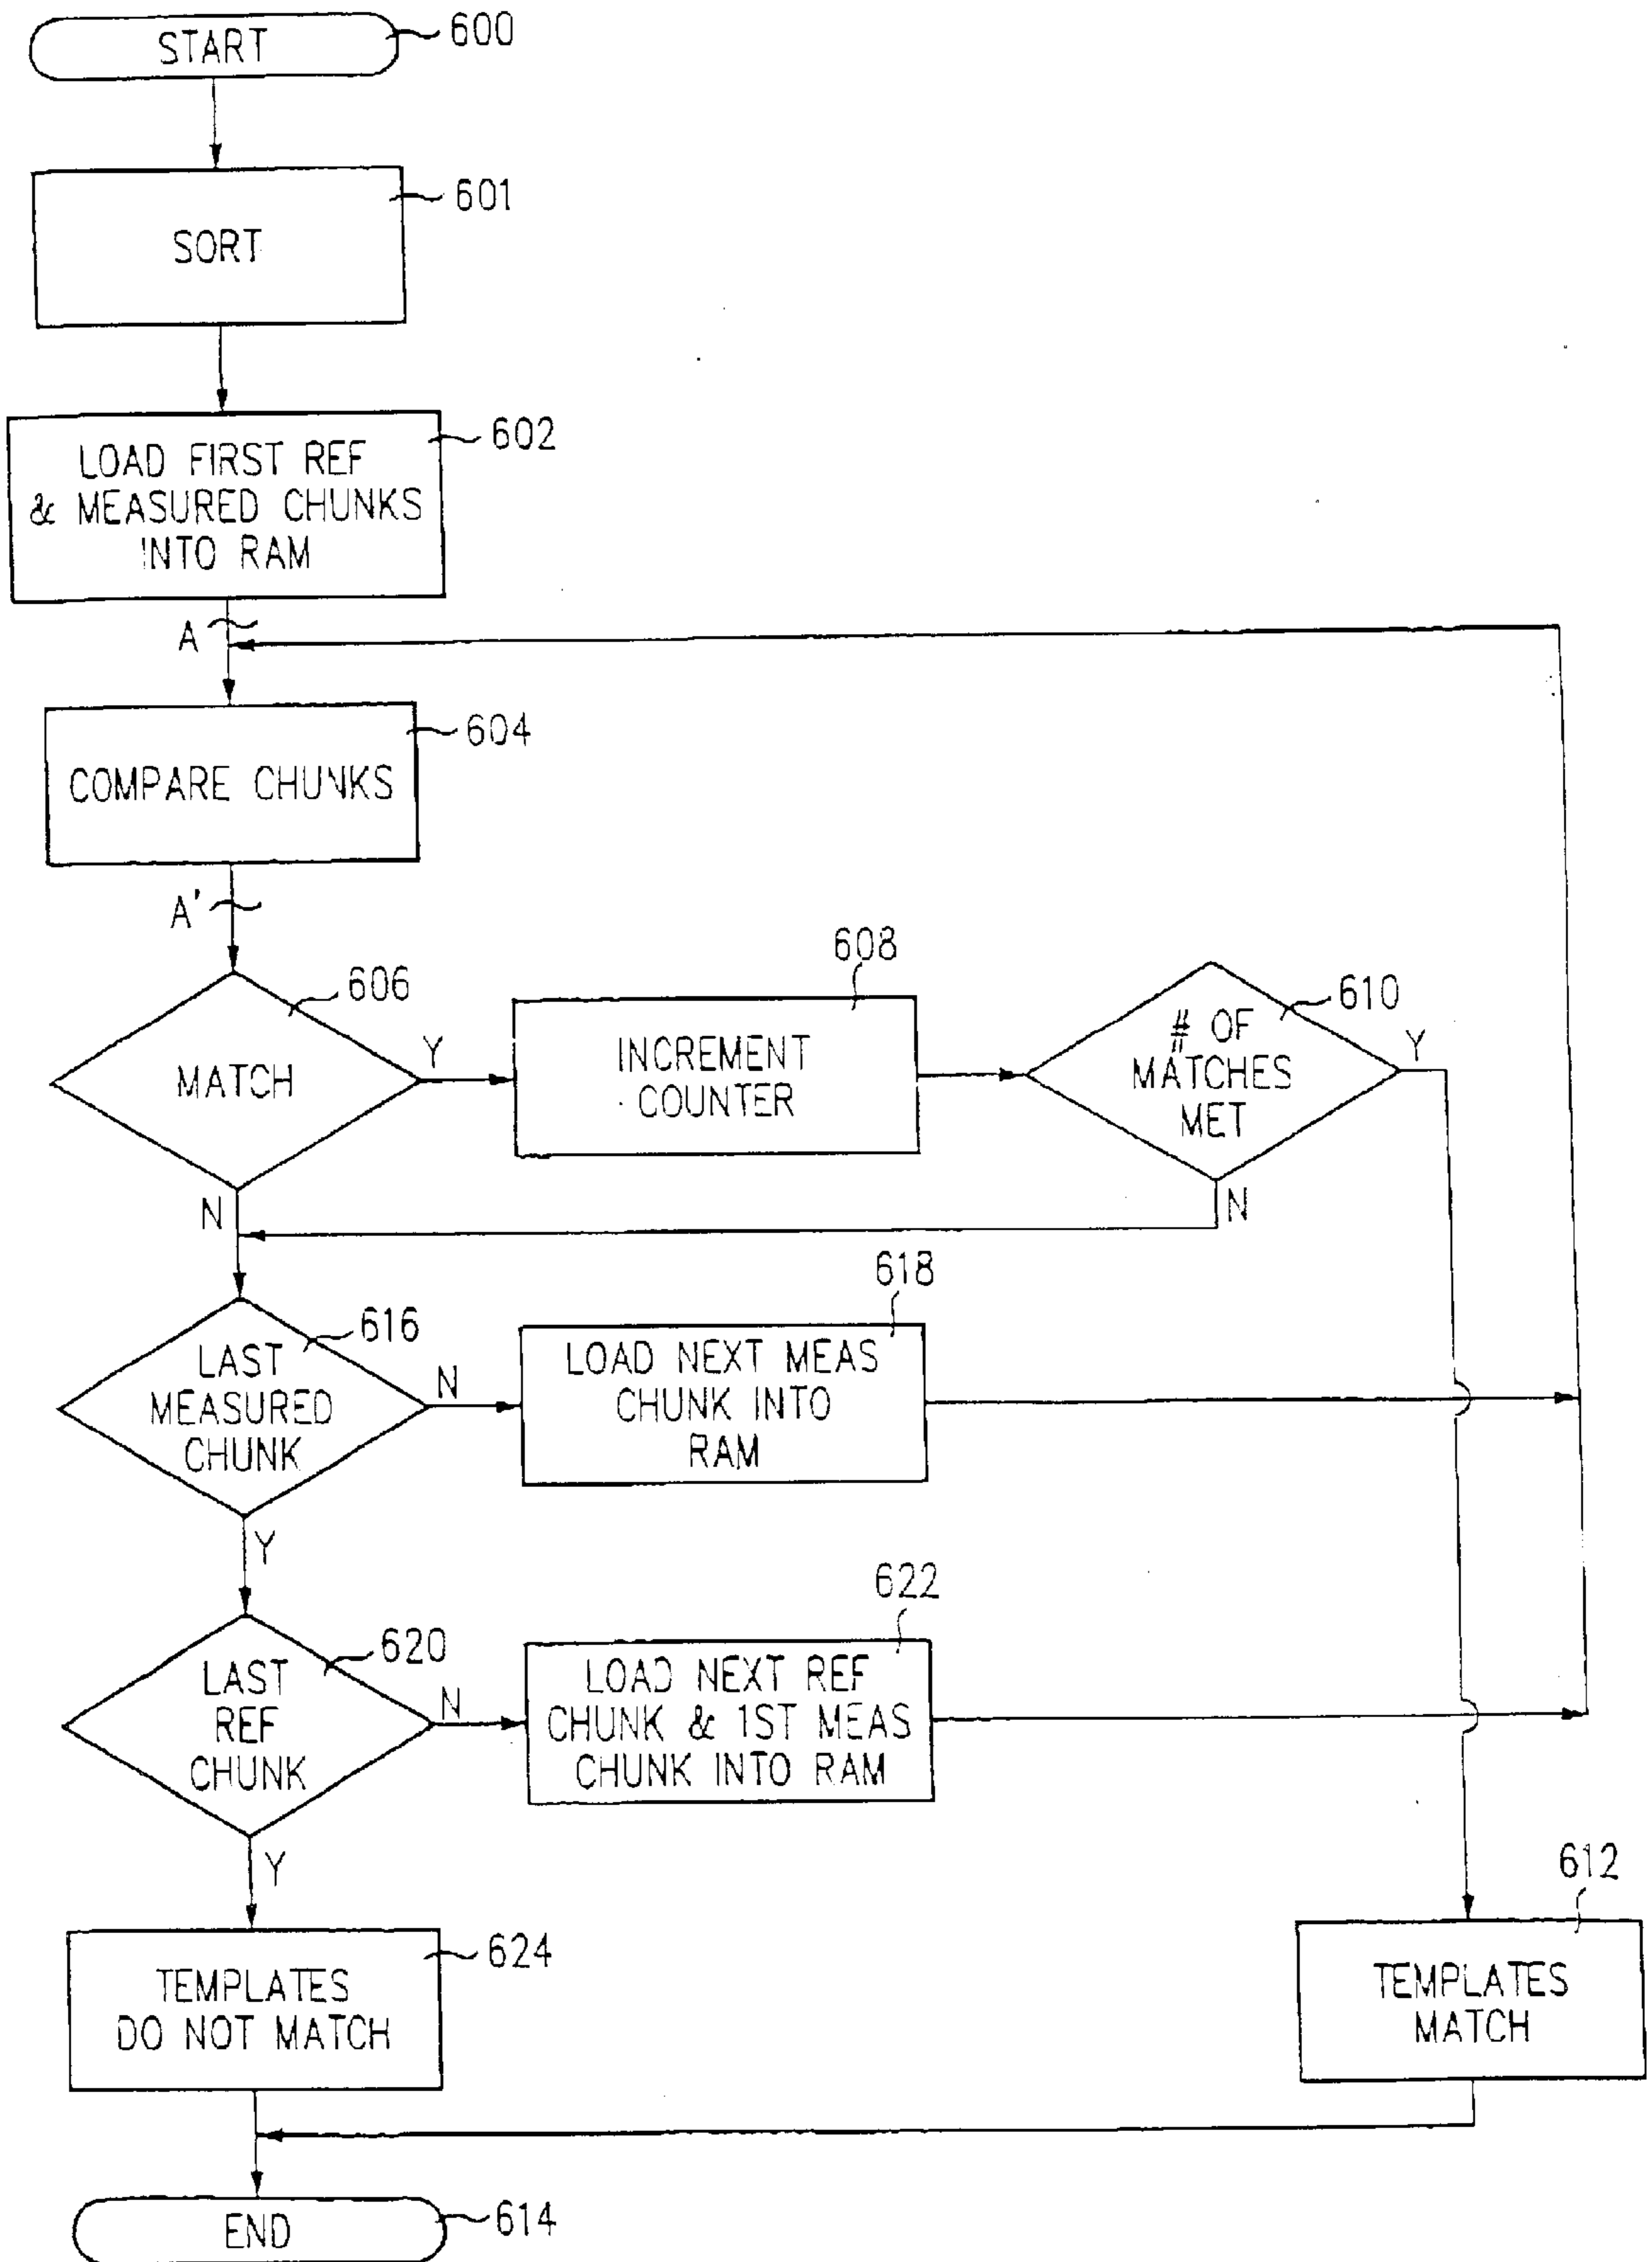 START
600
SORT
601
LOAD FIRST REF
& MEASURED CHUNKS
INTO RAM
602
A
COMPARE CHUNKS
604
A'
MATCH
606
Y
N
INCREMENT
COUNTER
608
# OF
MATCHES
MET
610
Y
N
LAST
MEASURED
CHUNK
616
N
Y
LOAD NEXT MEAS
CHUNK INTO
RAM
618
LAST
REF
CHUNK
620
N
Y
LOAD NEXT REF
CHUNK & 1ST MEAS
CHUNK INTO RAM
622
TEMPLATES
DO NOT MATCH
624
TEMPLATES
MATCH
612
END
614